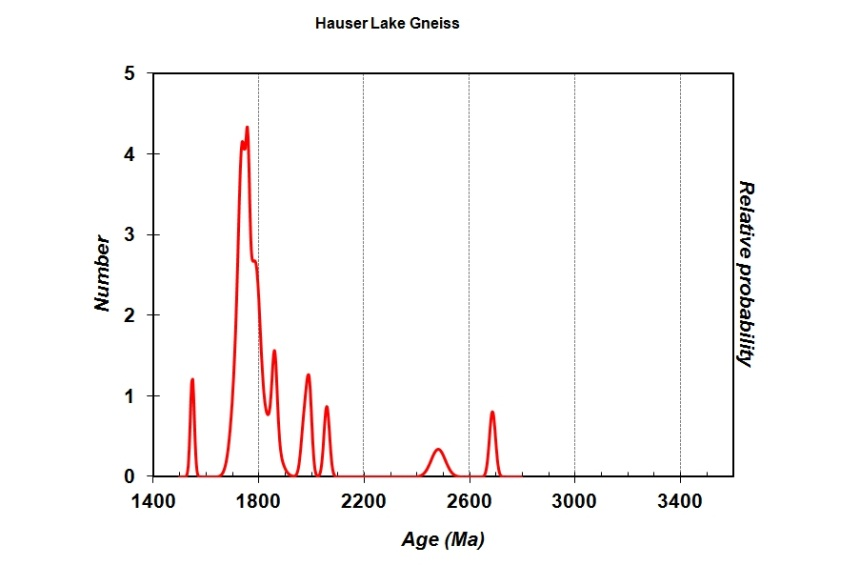 Hauser Lake Gneiss
5
4
3
2
1
0
Number
Relative probability
1400 1800 2200 2600 3000 3400
Age (Ma)